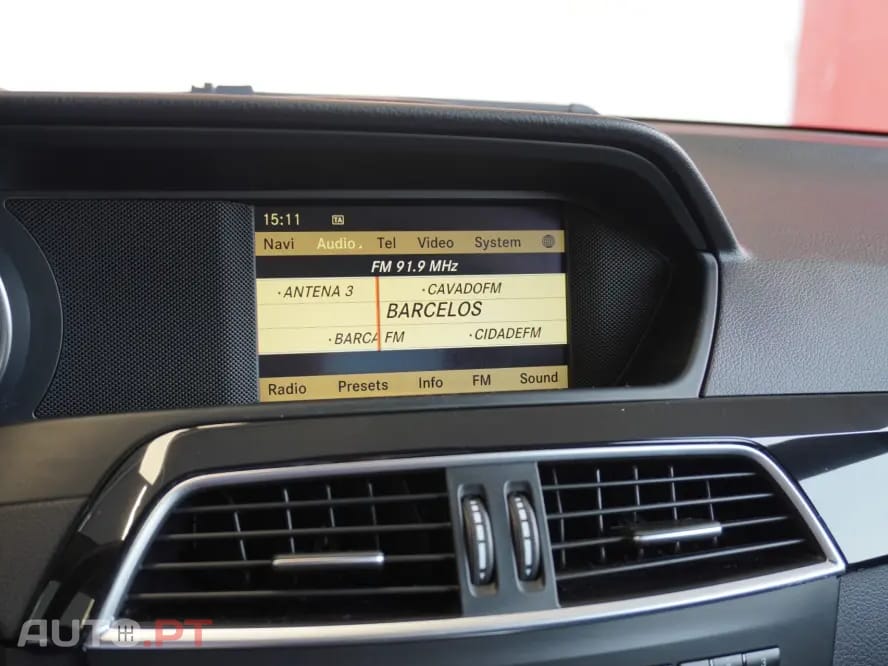 15:11 TA
Navi Audio Tel Video System
FM 91.9 MHz
·ANTENA 3 ·CAVADOFM
BARCELOS
·BARCA FM ·CIDADEFM
Radio Presets Info FM Sound
AUTO.PT